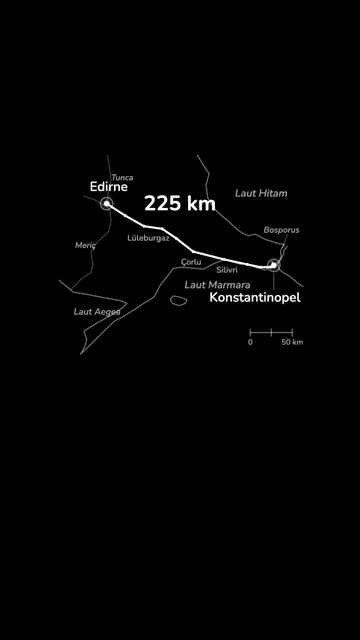 Tunca
Edirne
225 km
Laut Hitam
Bosporus
Lüleburgaz
Meriç
Çorlu
Silivri
Laut Marmara
Konstantinopel
Laut Aegea
0
50 km